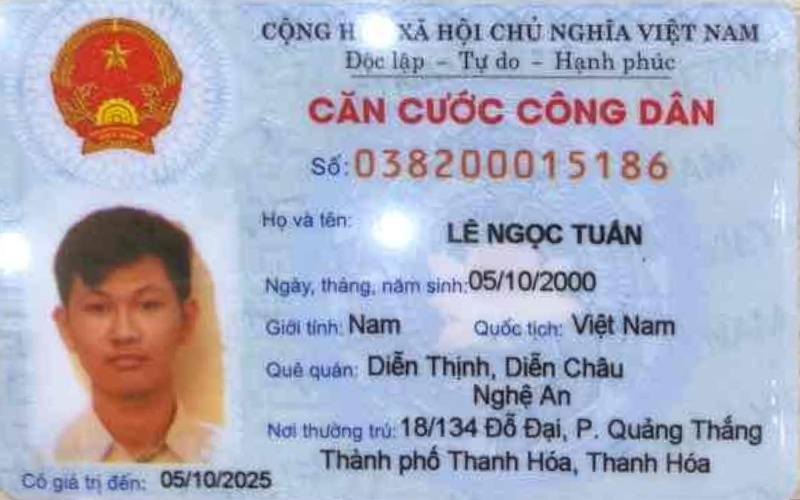 CỘNG H XÃ HỘI CHỦ NGHĨA VIỆT NAM
Độc lập - Tự do - Hạnh phúc
CĂN CƯỚC CÔNG DÂN
Số: 038200015186
Họ và tên: LÊ NGỌC TUẤN
Ngày, tháng, năm sinh: 05/10/2000
Giới tính: Nam Quốc tịch: Việt Nam
Quê quán: Diễn Thịnh, Diễn Châu
Nghệ An
Nơi thường trú: 18/134 Đỗ Đại, P. Quảng Thắng
Thành phố Thanh Hóa, Thanh Hóa
Có giá trị đến: 05/10/2025